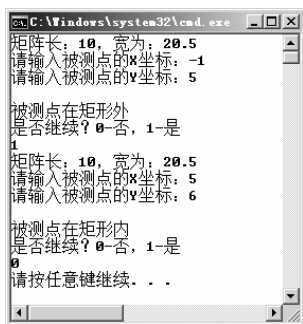 C:\Windows\system32\cmd.exe
矩阵长：10，宽为：20.5
请输入被测点的X坐标：-1
请输入被测点的Y坐标：5
被测点在矩形外
是否继续？0-否，1-是
1
矩阵长：10，宽为：20.5
请输入被测点的X坐标：5
请输入被测点的Y坐标：6
被测点在矩形内
是否继续？0-否，1-是
0
请按任意键继续. . .